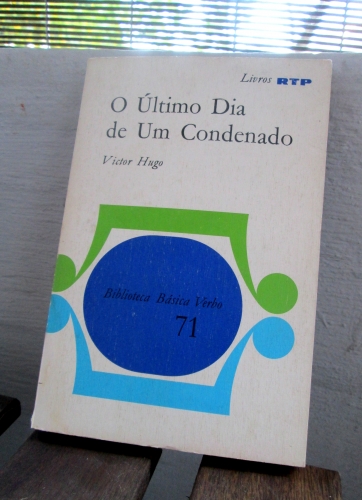 Livros RTP
O Último Dia
de Um Condenado
Victor Hugo
Biblioteca Básica Verbo
71